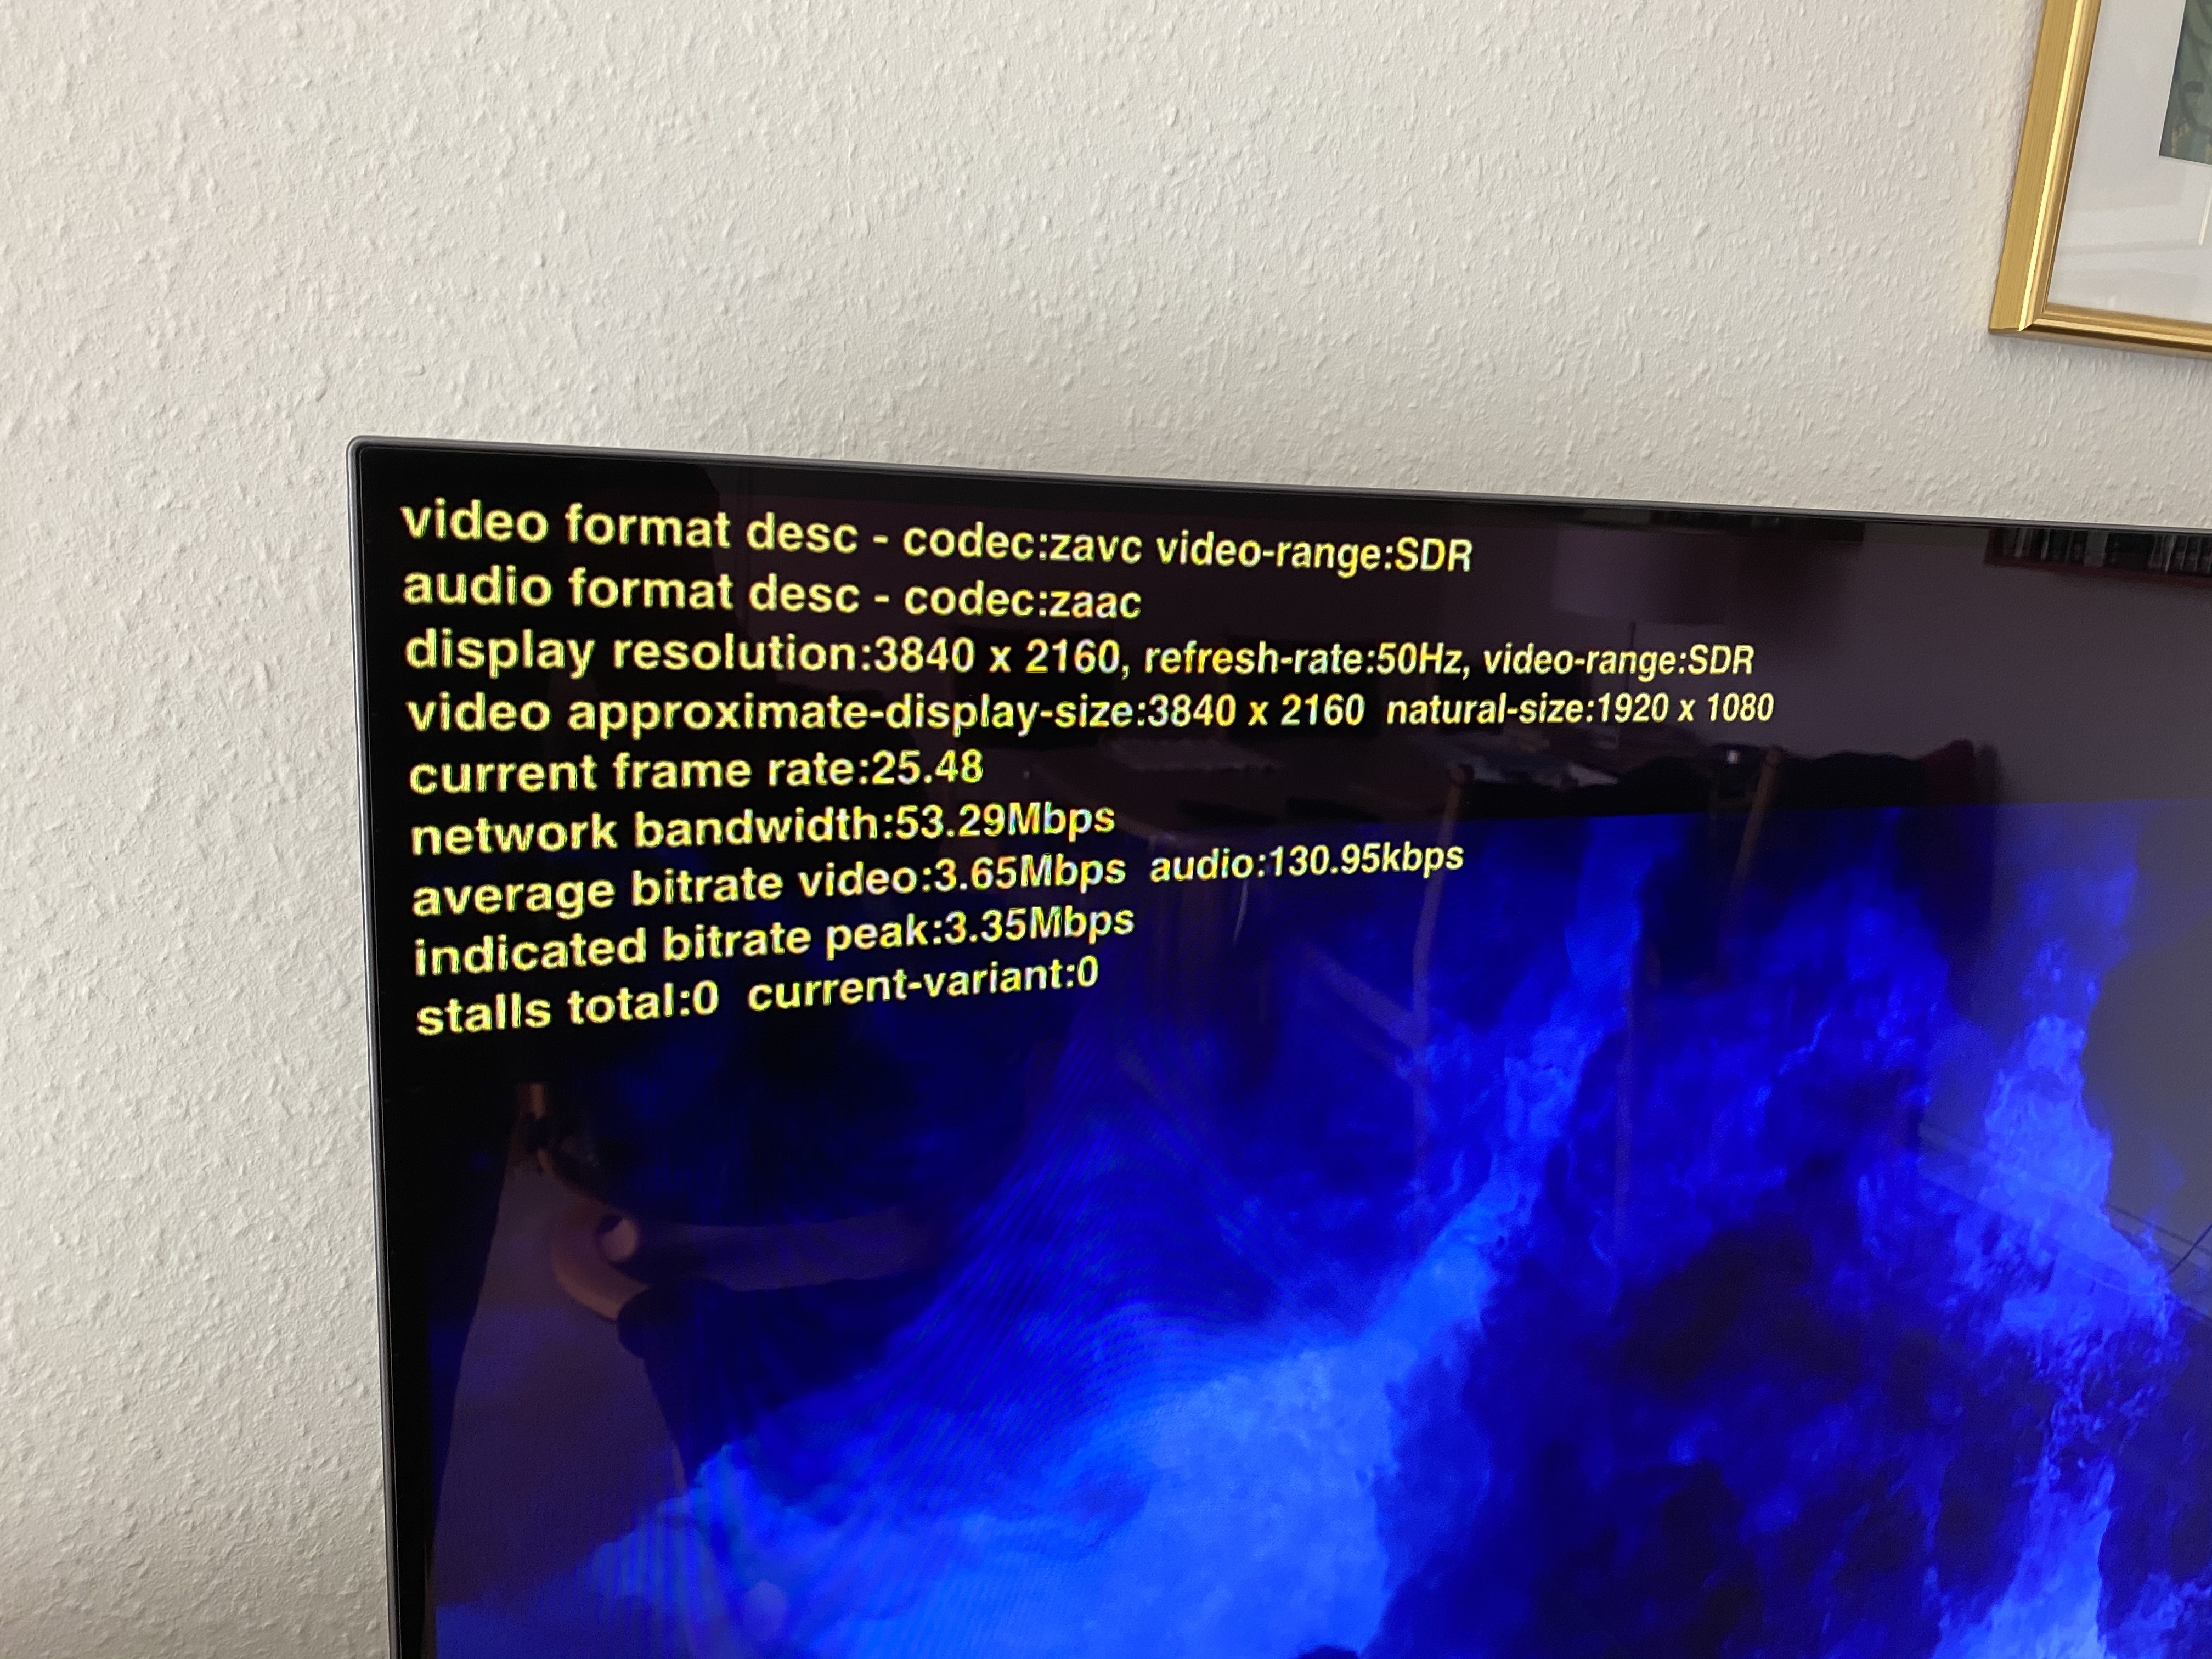 video format desc - codec:zavc video-range:SDR
audio format desc - codec:zaac
display resolution:3840 x 2160, refresh-rate:50Hz, video-range:SDR
video approximate-display-size:3840 x 2160  natural-size:1920 x 1080
current frame rate:25.48
network bandwidth:53.29Mbps
average bitrate video:3.65Mbps  audio:130.95kbps
indicated bitrate peak:3.35Mbps
stalls total:0  current-variant:0